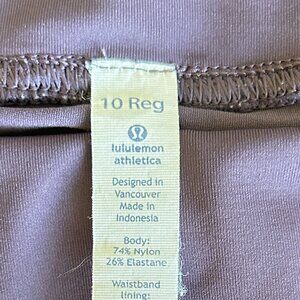 10 Reg
lululemon
athletica
Designed in
Vancouver
Made in
Indonesia
Body:
74% Nylon
26% Elastane
Waistband
lining: